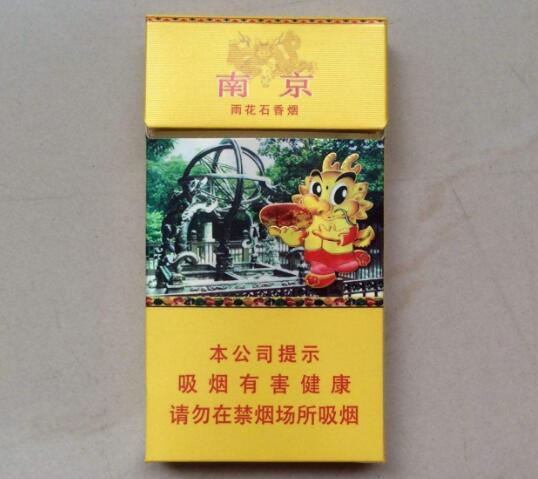 南京
雨花石香烟
本公司提示
吸烟有害健康
请勿在禁烟场所吸烟